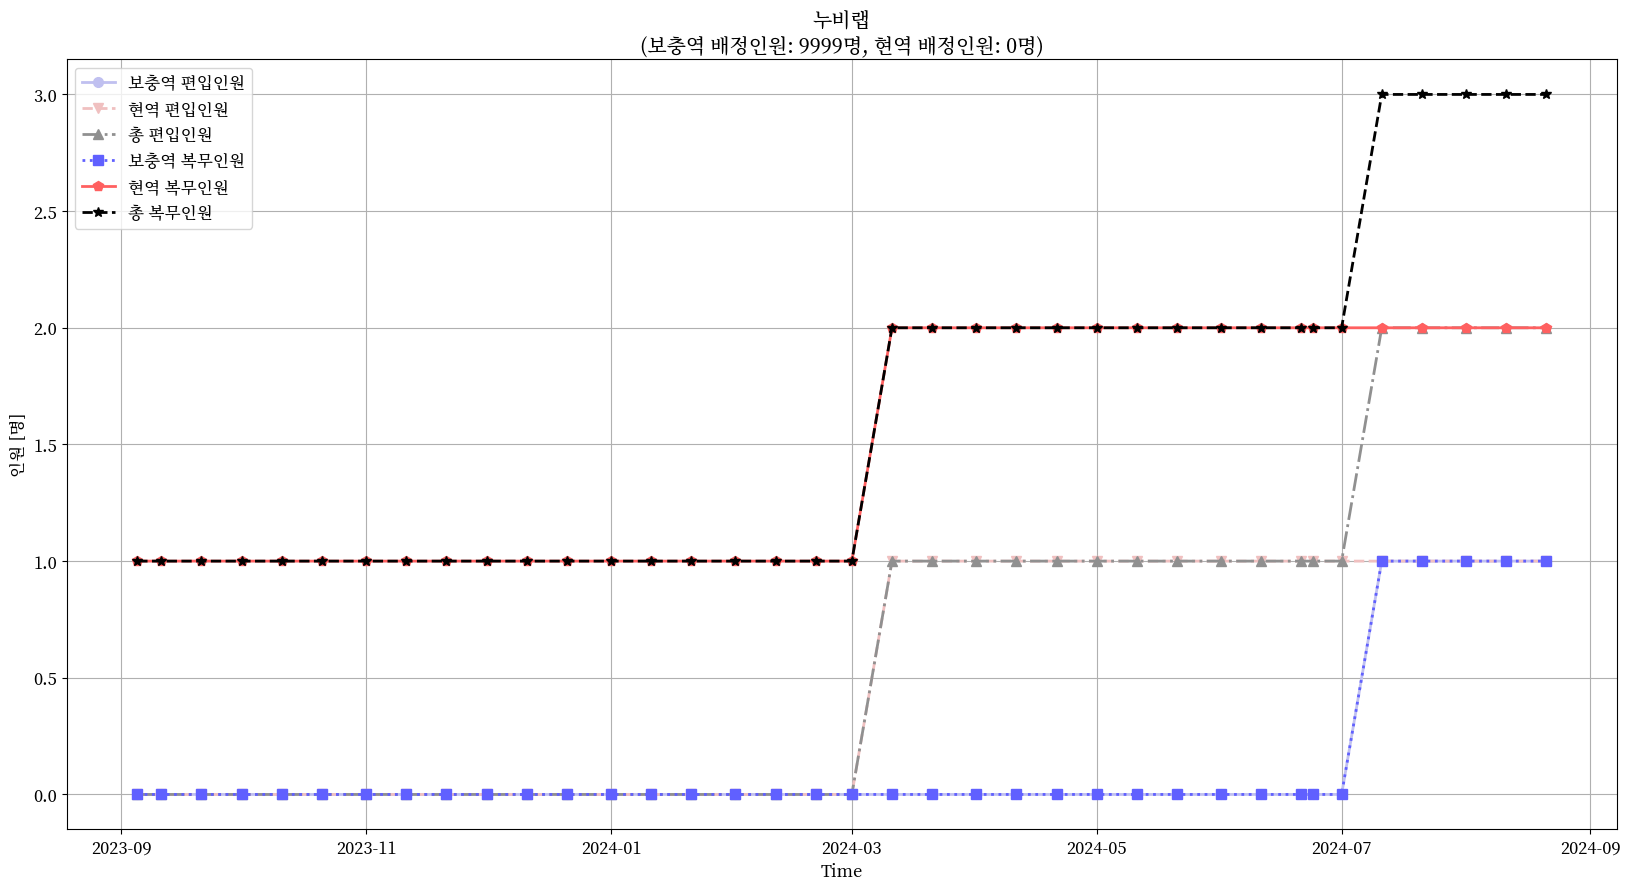 누비랩
(보충역 배정인원: 9999명, 현역 배정인원: 0명)
보충역 편입인원
현역 편입인원
총 편입인원
보충역 복무인원
현역 복무인원
총 복무인원
인원 [명]
3.0
2.5
2.0
1.5
1.0
0.5
0.0
2023-09
2023-11
2024-01
2024-03
2024-05
2024-07
2024-09
Time